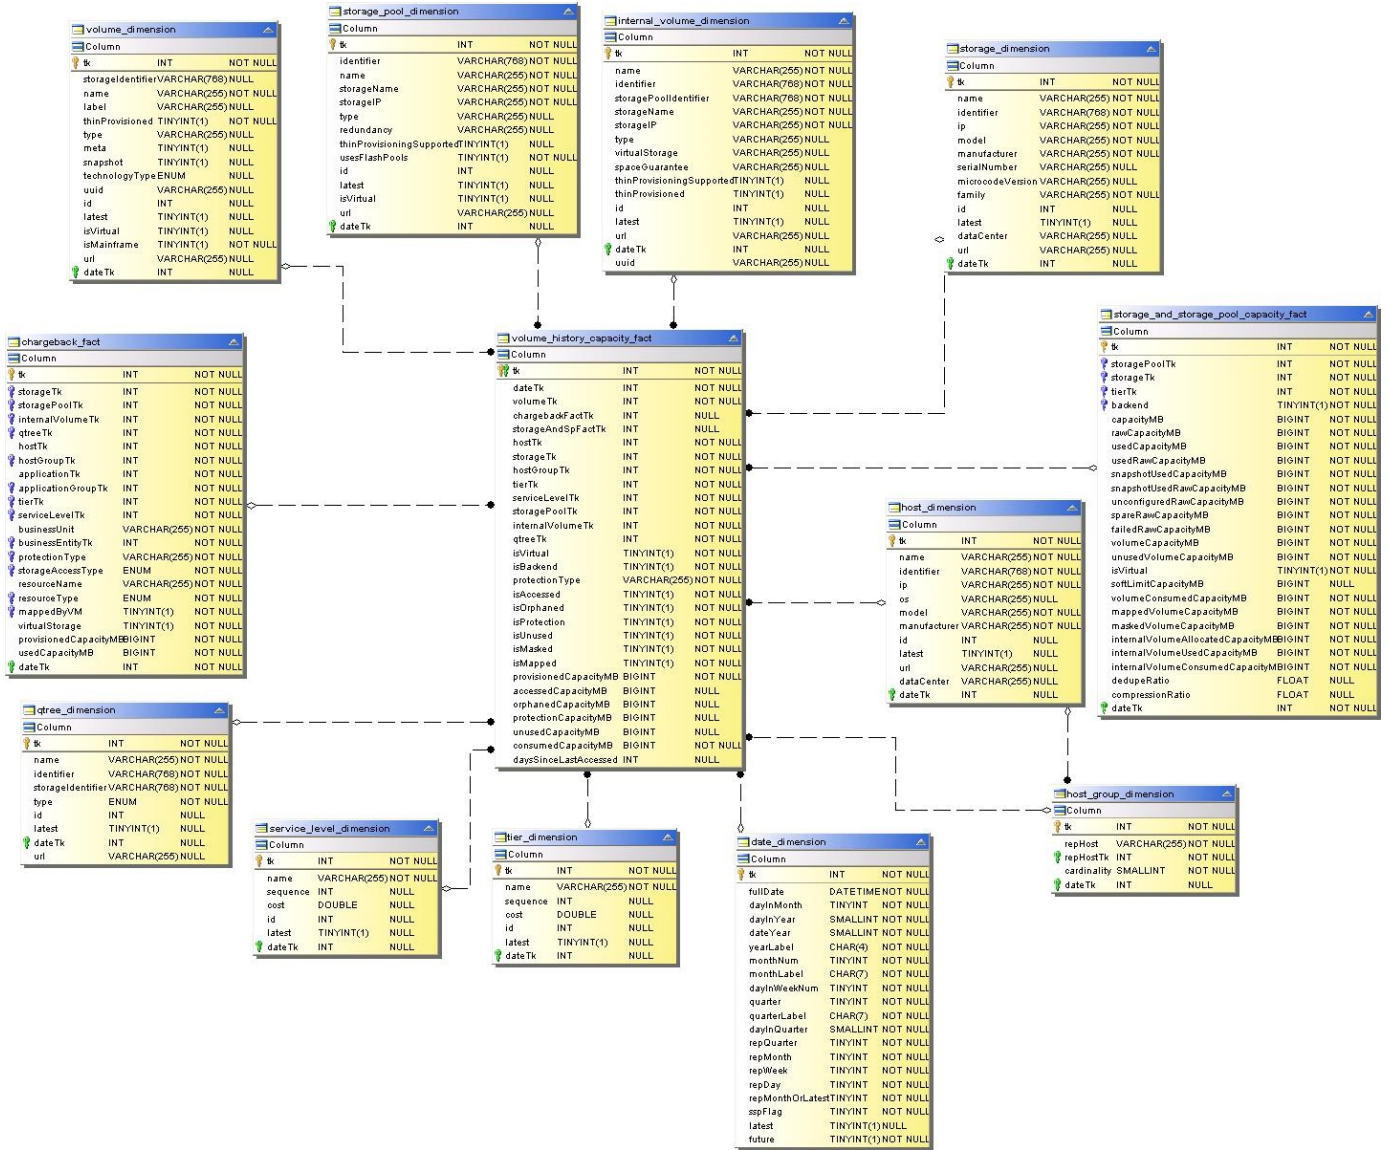 volume_dimension
Column
tk INT NOT NULL
storageIdentifier VARCHAR(768) NULL
name VARCHAR(255) NOT NULL
label VARCHAR(255) NULL
thinProvisioned TINYINT(1) NOT NULL
type VARCHAR(255) NULL
meta TINYINT(1) NULL
snapshot TINYINT(1) NULL
technologyType ENUM NULL
uuid VARCHAR(255) NULL
id INT NULL
latest TINYINT(1) NULL
isVirtual TINYINT(1) NULL
isMainframe TINYINT(1) NOT NULL
url VARCHAR(255) NULL
dateTk INT NULL
storage_pool_dimension
Column
tk INT NOT NULL
identifier VARCHAR(768) NOT NULL
name VARCHAR(255) NOT NULL
storageName VARCHAR(255) NOT NULL
storageIP VARCHAR(255) NOT NULL
type VARCHAR(255) NULL
redundancy VARCHAR(255) NULL
thinProvisioningSupported TINYINT(1) NULL
usesFlashPools TINYINT(1) NOT NULL
id INT NULL
latest TINYINT(1) NULL
isVirtual TINYINT(1) NULL
url VARCHAR(255) NULL
dateTk INT NULL
internal_volume_dimension
Column
tk INT NOT NULL
name VARCHAR(255) NOT NULL
identifier VARCHAR(768) NOT NULL
storagePoolIdentifier VARCHAR(768) NOT NULL
storageName VARCHAR(255) NOT NULL
storageIP VARCHAR(255) NOT NULL
type VARCHAR(255) NULL
virtualStorage VARCHAR(255) NULL
spaceGuarantee VARCHAR(255) NULL
thinProvisioningSupported TINYINT(1) NULL
thinProvisioned TINYINT(1) NULL
id INT NULL
latest TINYINT(1) NULL
url VARCHAR(255) NULL
dateTk INT NULL
uuid VARCHAR(255) NULL
storage_dimension
Column
tk INT NOT NULL
name VARCHAR(255) NOT NULL
identifier VARCHAR(768) NOT NULL
ip VARCHAR(255) NOT NULL
model VARCHAR(255) NOT NULL
manufacturer VARCHAR(255) NOT NULL
serialNumber VARCHAR(255) NULL
microcodeVersion VARCHAR(255) NULL
family VARCHAR(255) NOT NULL
id INT NULL
latest TINYINT(1) NULL
dataCenter VARCHAR(255) NULL
url VARCHAR(255) NULL
dateTk INT NULL
chargeback_fact
Column
tk INT NOT NULL
storageTk INT NOT NULL
storagePoolTk INT NOT NULL
internalVolumeTk INT NOT NULL
qtreeTk INT NOT NULL
hostTk INT NOT NULL
hostGroupTk INT NOT NULL
applicationTk INT NOT NULL
applicationGroupTk INT NOT NULL
tierTk INT NOT NULL
serviceLevelTk INT NOT NULL
businessUnit VARCHAR(255) NOT NULL
businessEntityTk INT NOT NULL
protectionType VARCHAR(255) NOT NULL
storageAccessType ENUM NOT NULL
resourceName VARCHAR(255) NOT NULL
resourceType ENUM NOT NULL
mappedByVM TINYINT(1) NOT NULL
virtualStorage TINYINT(1) NOT NULL
provisionedCapacityMB BIGINT NOT NULL
usedCapacityMB BIGINT NOT NULL
dateTk INT NOT NULL
volume_history_capacity_fact
Column
tk INT NOT NULL
dateTk INT NOT NULL
volumeTk INT NOT NULL
chargebackFactTk INT NULL
storageAndSpFactTk INT NULL
hostTk INT NOT NULL
storageTk INT NOT NULL
hostGroupTk INT NOT NULL
tierTk INT NOT NULL
serviceLevelTk INT NOT NULL
storagePoolTk INT NOT NULL
internalVolumeTk INT NOT NULL
qtreeTk INT NOT NULL
isVirtual TINYINT(1) NOT NULL
isBackend TINYINT(1) NOT NULL
protectionType VARCHAR(255) NOT NULL
isAccessed TINYINT(1) NOT NULL
isOrphaned TINYINT(1) NOT NULL
isProtection TINYINT(1) NOT NULL
isUnused TINYINT(1) NOT NULL
isMasked TINYINT(1) NOT NULL
isMapped TINYINT(1) NOT NULL
provisionedCapacityMB BIGINT NOT NULL
accessedCapacityMB BIGINT NULL
orphanedCapacityMB BIGINT NULL
protectionCapacityMB BIGINT NULL
unusedCapacityMB BIGINT NULL
consumedCapacityMB BIGINT NOT NULL
daysSinceLastAccessed INT NULL
storage_and_storage_pool_capacity_fact
Column
tk INT NOT NULL
storagePoolTk INT NOT NULL
storageTk INT NOT NULL
tierTk INT NOT NULL
backend TINYINT(1) NOT NULL
capacityMB BIGINT NOT NULL
rawCapacityMB BIGINT NOT NULL
usedCapacityMB BIGINT NOT NULL
usedRawCapacityMB BIGINT NOT NULL
snapshotUsedCapacityMB BIGINT NOT NULL
snapshotUsedRawCapacityMB BIGINT NOT NULL
unconfiguredRawCapacityMB BIGINT NOT NULL
spareRawCapacityMB BIGINT NOT NULL
failedRawCapacityMB BIGINT NOT NULL
volumeCapacityMB BIGINT NOT NULL
unusedVolumeCapacityMB BIGINT NOT NULL
isVirtual TINYINT(1) NOT NULL
softLimitCapacityMB BIGINT NULL
volumeConsumedCapacityMB BIGINT NOT NULL
mappedVolumeCapacityMB BIGINT NOT NULL
maskedVolumeCapacityMB BIGINT NOT NULL
internalVolumeAllocatedCapacityMB BIGINT NOT NULL
internalVolumeUsedCapacityMB BIGINT NOT NULL
internalVolumeConsumedCapacityMB BIGINT NOT NULL
dedupeRatio FLOAT NULL
compressionRatio FLOAT NULL
dateTk INT NOT NULL
host_dimension
Column
tk INT NOT NULL
name VARCHAR(255) NOT NULL
identifier VARCHAR(768) NOT NULL
ip VARCHAR(255) NOT NULL
os VARCHAR(255) NULL
model VARCHAR(255) NOT NULL
manufacturer VARCHAR(255) NOT NULL
id INT NULL
latest TINYINT(1) NULL
url VARCHAR(255) NULL
dataCenter VARCHAR(255) NULL
dateTk INT NULL
qtree_dimension
Column
tk INT NOT NULL
name VARCHAR(255) NOT NULL
identifier VARCHAR(768) NOT NULL
storageIdentifier VARCHAR(768) NOT NULL
type ENUM NOT NULL
id INT NULL
latest TINYINT(1) NULL
dateTk INT NULL
url VARCHAR(255) NULL
service_level_dimension
Column
tk INT NOT NULL
name VARCHAR(255) NOT NULL
sequence INT NULL
cost DOUBLE NULL
id INT NULL
latest TINYINT(1) NULL
dateTk INT NULL
tier_dimension
Column
tk INT NOT NULL
name VARCHAR(255) NOT NULL
sequence INT NULL
cost DOUBLE NULL
id INT NULL
latest TINYINT(1) NULL
dateTk INT NULL
date_dimension
Column
tk INT NOT NULL
fullDate DATETIME NOT NULL
dayInMonth TINYINT NOT NULL
dayInYear SMALLINT NOT NULL
dateYear SMALLINT NOT NULL
yearLabel CHAR(4) NOT NULL
monthNum TINYINT NOT NULL
monthLabel CHAR(7) NOT NULL
dayInWeekNum TINYINT NOT NULL
quarter TINYINT NOT NULL
quarterLabel CHAR(7) NOT NULL
dayInQuarter SMALLINT NOT NULL
repQuarter TINYINT NOT NULL
repMonth TINYINT NOT NULL
repWeek TINYINT NOT NULL
repDay TINYINT NOT NULL
repMonthOrLatest TINYINT NOT NULL
sspFlag TINYINT NOT NULL
latest TINYINT(1) NULL
future TINYINT(1) NOT NULL
host_group_dimension
Column
tk INT NOT NULL
repHost VARCHAR(255) NOT NULL
repHostTk INT NOT NULL
cardinality SMALLINT NOT NULL
dateTk INT NULL